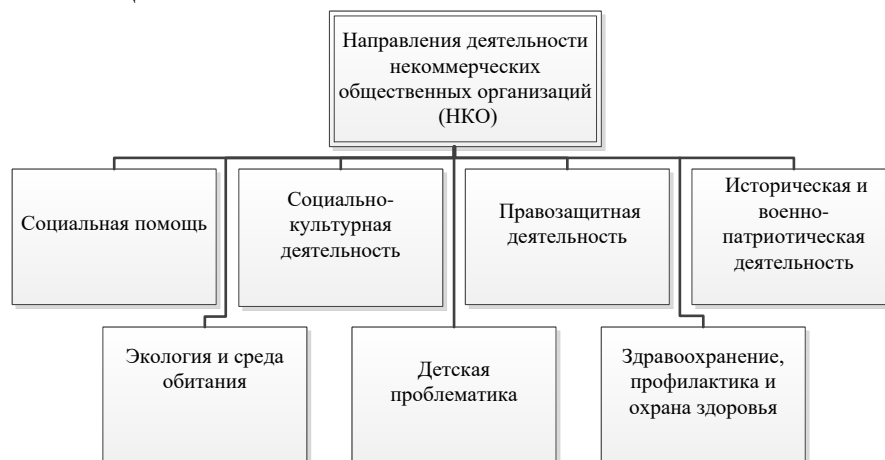 Направления деятельности
некоммерческих
общественных организаций
(НКО)
Социальная помощь
Социально-
культурная
деятельность
Правозащитная
деятельность
Историческая и
военно-
патриотическая
деятельность
Экология и среда
обитания
Детская
проблематика
Здравоохранение,
профилактика и
охрана здоровья